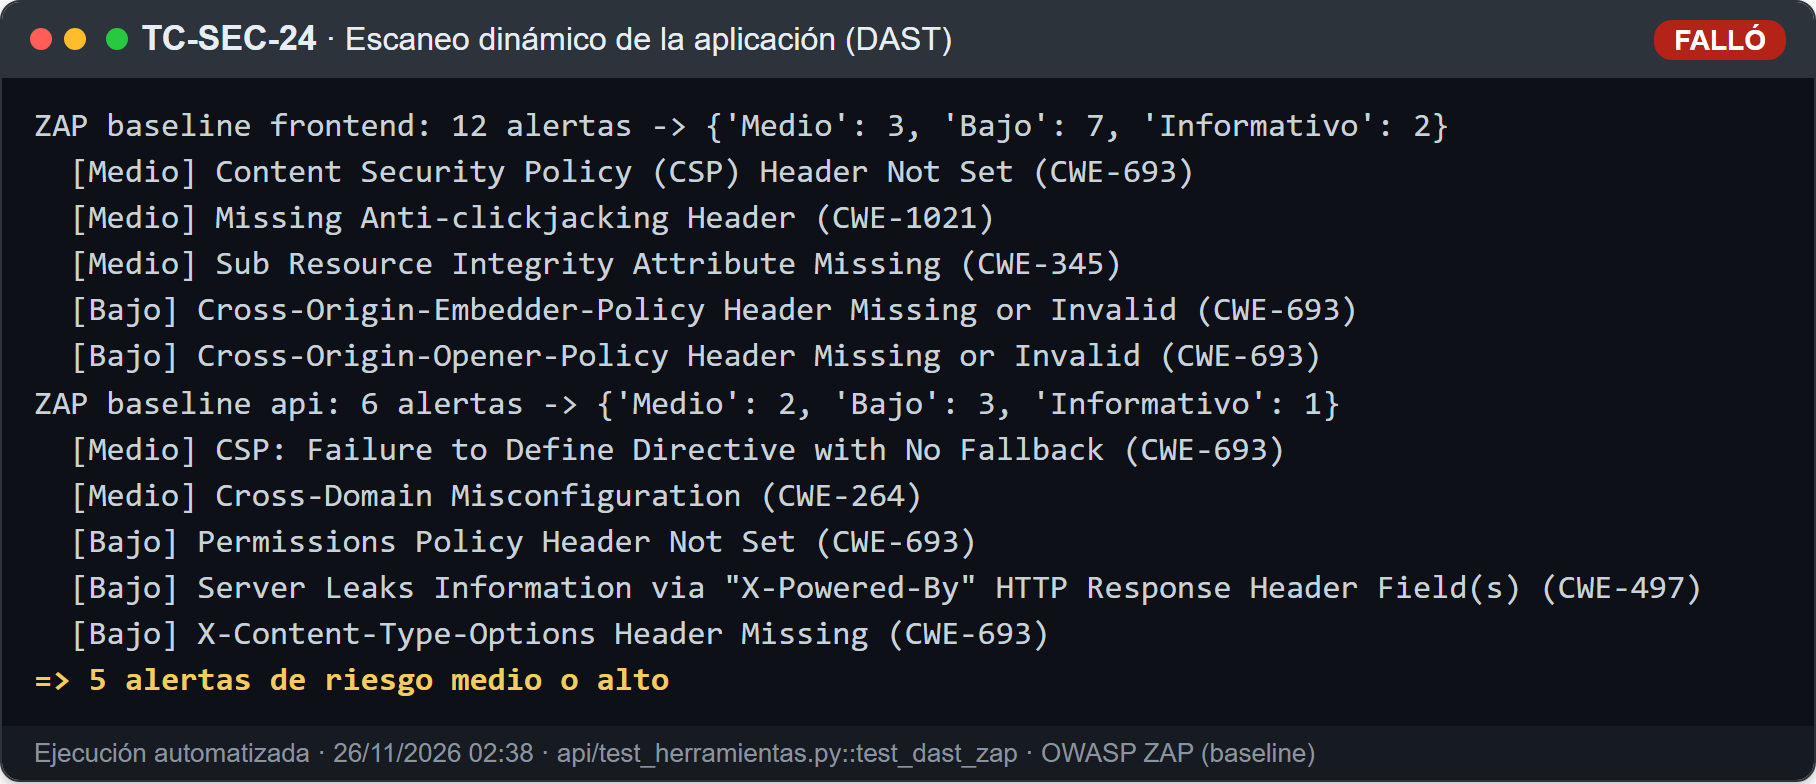 TC-SEC-24 · Escaneo dinámico de la aplicación (DAST)
FALLÓ
ZAP baseline frontend: 12 alertas -> {'Medio': 3, 'Bajo': 7, 'Informativo': 2}
[Medio] Content Security Policy (CSP) Header Not Set (CWE-693)
[Medio] Missing Anti-clickjacking Header (CWE-1021)
[Medio] Sub Resource Integrity Attribute Missing (CWE-345)
[Bajo] Cross-Origin-Embedder-Policy Header Missing or Invalid (CWE-693)
[Bajo] Cross-Origin-Opener-Policy Header Missing or Invalid (CWE-693)
ZAP baseline api: 6 alertas -> {'Medio': 2, 'Bajo': 3, 'Informativo': 1}
[Medio] CSP: Failure to Define Directive with No Fallback (CWE-693)
[Medio] Cross-Domain Misconfiguration (CWE-264)
[Bajo] Permissions Policy Header Not Set (CWE-693)
[Bajo] Server Leaks Information via "X-Powered-By" HTTP Response Header Field(s) (CWE-497)
[Bajo] X-Content-Type-Options Header Missing (CWE-693)
=> 5 alertas de riesgo medio o alto
Ejecución automatizada · 26/11/2026 02:38 · api/test_herramientas.py::test_dast_zap · OWASP ZAP (baseline)